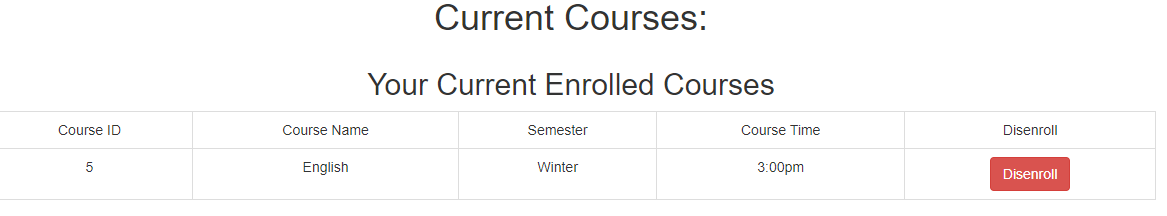 Current Courses:
Your Current Enrolled Courses
Course ID Course Name Semester Course Time Disenroll
5 English Winter 3:00pm Disenroll